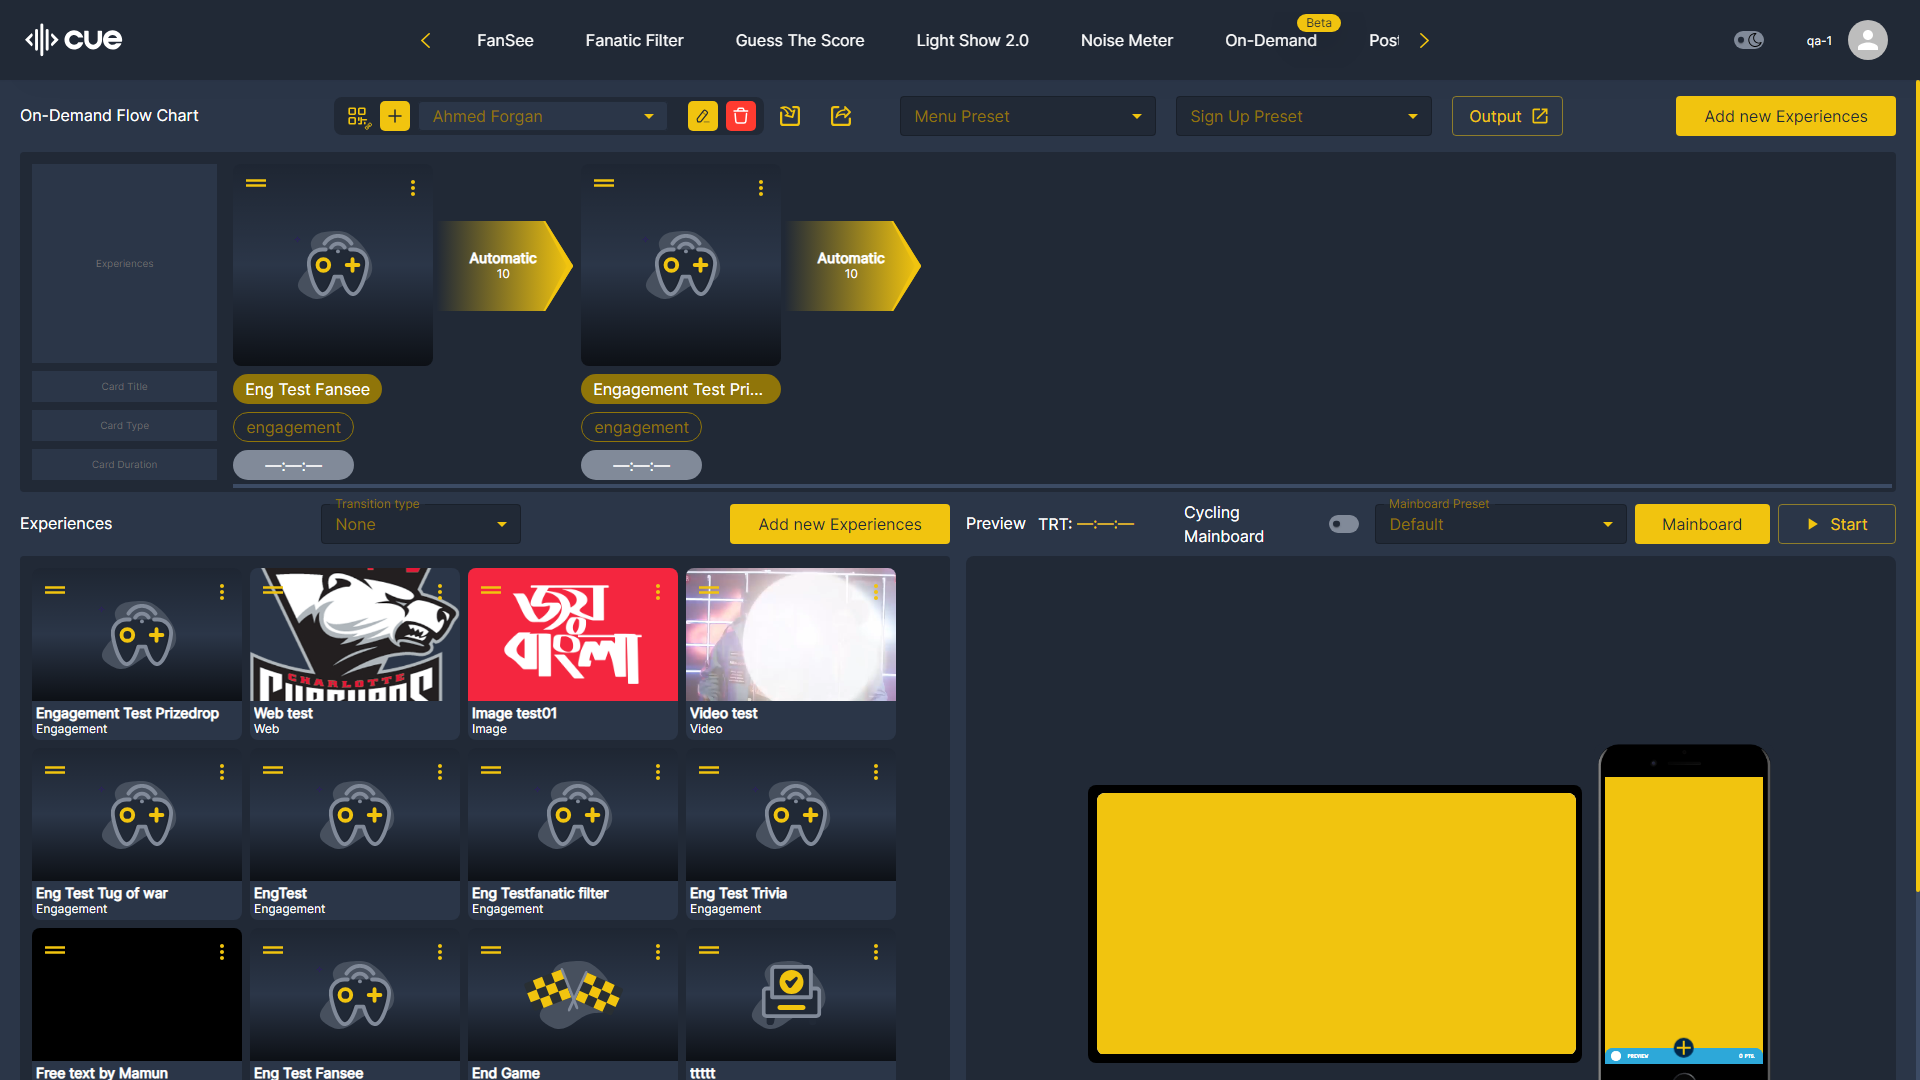 cue
FanSee
Fanatic Filter
Guess The Score
Light Show 2.0
Noise Meter
On-Demand
Beta
Pos
qa-1
On-Demand Flow Chart
Ahmed Forgan
Menu Preset
Sign Up Preset
Output
Add new Experiences
Experiences
Automatic
10
Automatic
10
Card Title
Eng Test Fansee
Engagement Test Pri...
Card Type
engagement
engagement
Card Duration
—:—:—
—:—:—
Experiences
Transition type
None
Add new Experiences
Preview
TRT: —:—:—
Cycling
Mainboard
Mainboard Preset
Default
Mainboard
Start
CHARLOTTE
জয়
বাংলা
Engagement Test Prizedrop
Engagement
Web test
Web
Image test01
Image
Video test
Video
Eng Test Tug of war
Engagement
EngTest
Engagement
Eng Testfanatic filter
Engagement
Eng Test Trivia
Engagement
Free text by Mamun
Eng Test Fansee
End Game
ttttt
PREVIEW
0 PTS.